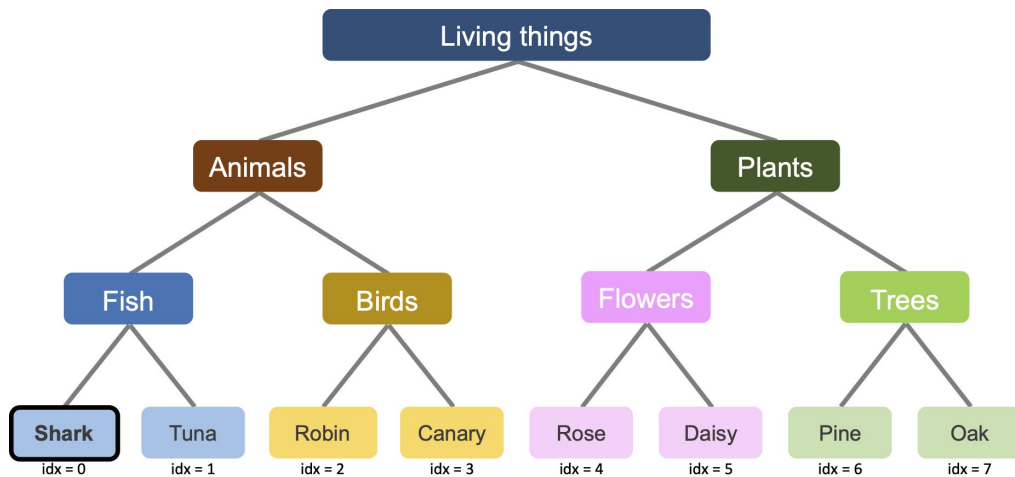 Living things
Animals
Plants
Fish
Birds
Flowers
Trees
Shark
Tuna
Robin
Canary
Rose
Daisy
Pine
Oak
idx = 0
idx = 1
idx = 2
idx = 3
idx = 4
idx = 5
idx = 6
idx = 7